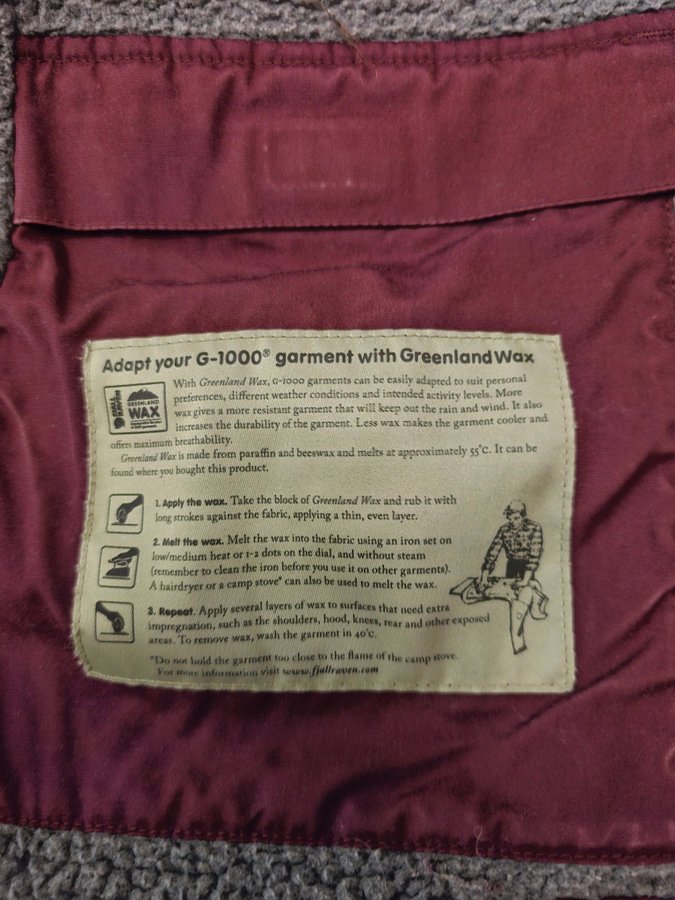 Adapt your G-1000® garment with Greenland Wax
FJÄLL RÄVEN
GREENLAND
WAX
With Greenland Wax, G-1000 garments can be easily adapted to suit personal
preferences, different weather conditions and intended activity levels. More
wax gives a more resistant garment that will keep out the rain and wind. It also
increases the durability of the garment. Less wax makes the garment cooler and
offers maximum breathability.
Greenland Wax is made from paraffin and beeswax and melts at approximately 55°C. It can be
found where you bought this product.
1. Apply the wax. Take the block of Greenland Wax and rub it with
long strokes against the fabric, applying a thin, even layer.
2. Melt the wax. Melt the wax into the fabric using an iron set on
low/medium heat or 1-2 dots on the dial, and without steam
(remember to clean the iron before you use it on other garments).
A hairdryer or a camp stove* can also be used to melt the wax.
3. Repeat. Apply several layers of wax to surfaces that need extra
impregnation, such as the shoulders, hood, knees, rear and other exposed
areas. To remove wax, wash the garment in 40°C.
*Do not hold the garment too close to the flame of the camp stove.
For more information visit www.fjallraven.com